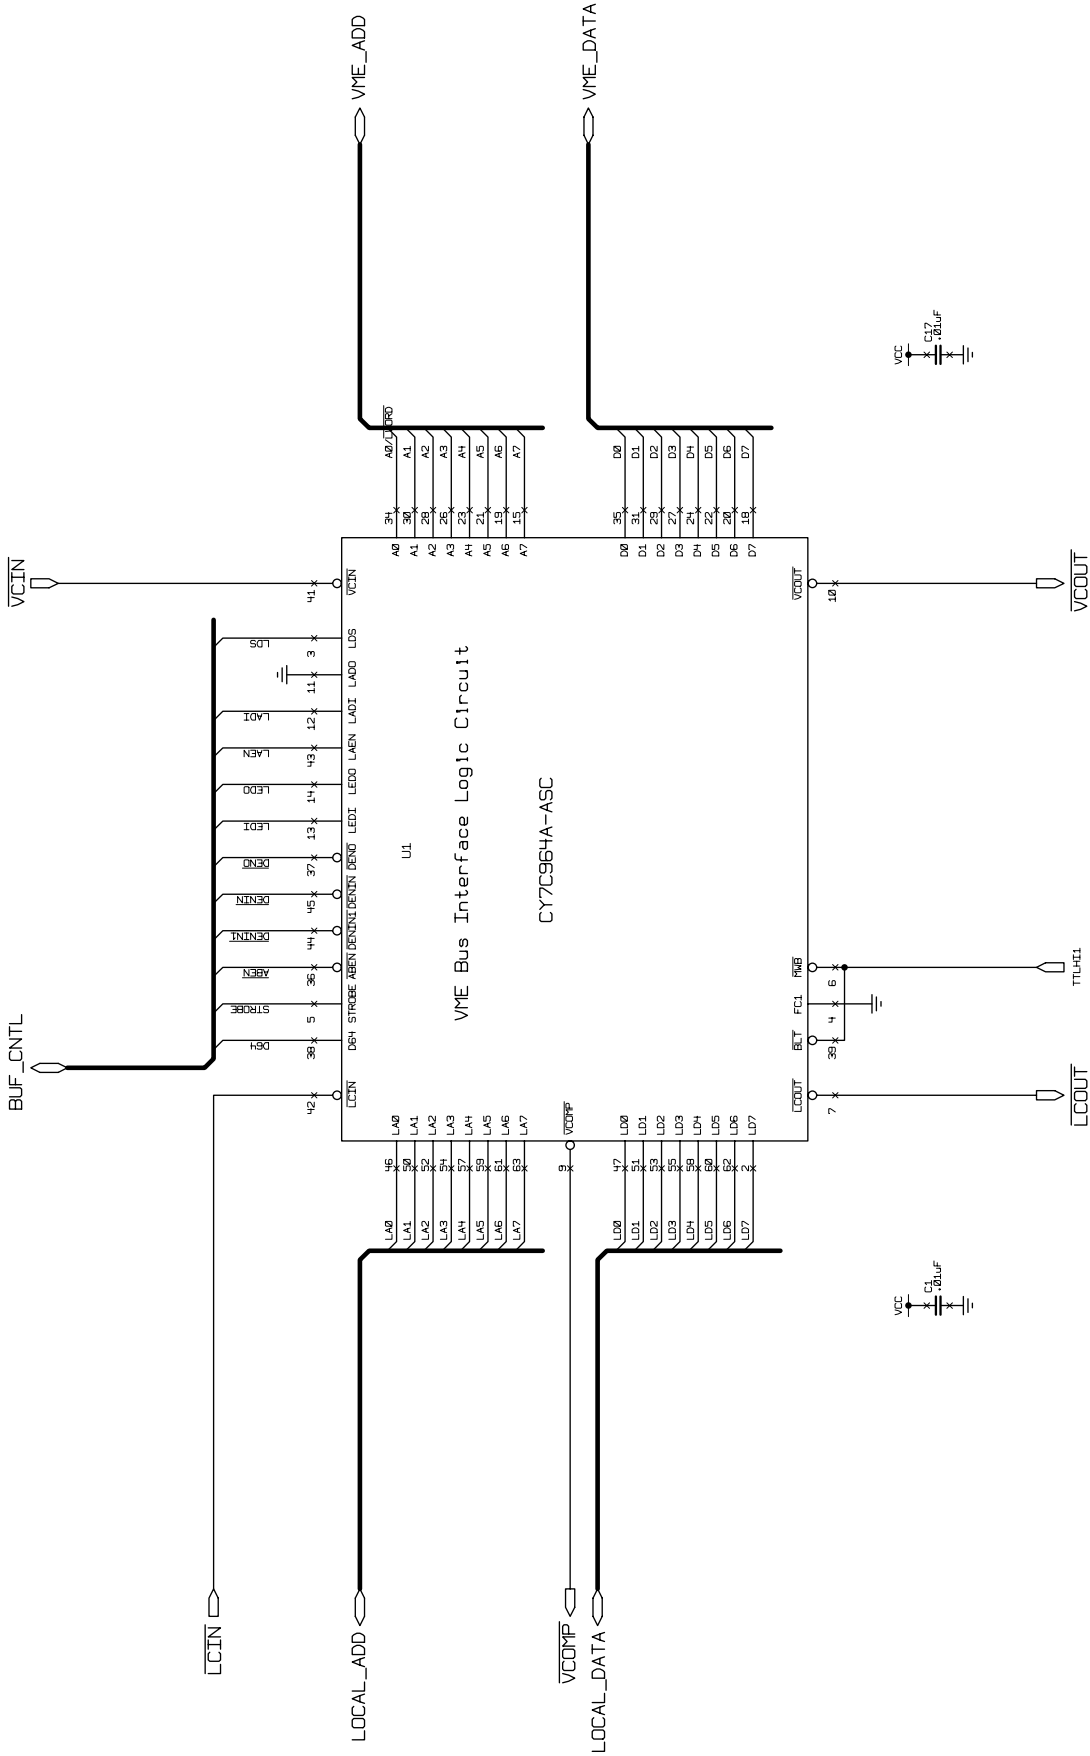 BUF_CNTL
VCIN
LCIN
LOCAL_ADD
VCOMP
LOCAL_DATA
VME_ADD
VME_DATA
VCOUT
LCOUT
TTLHI1
U1
VME Bus Interface Logic Circuit
CY7C964A-ASC
D64 38 D64
STROBE 5 STROBE
ABEN 36 ABEN
DENIN1 44 DENIN1
DENIN 45 DENIN
DENO 37 DENO
LEDI 13 LEDI
LEDO 14 LEDO
LAEN 43 LAEN
LADI 12 LADI
11 LADO
LDS 3 LDS
42 LCIN
41 VCIN
LA0 46 LA0
LA1 50 LA1
LA2 52 LA2
LA3 54 LA3
LA4 57 LA4
LA5 59 LA5
LA6 61 LA6
LA7 63 LA7
9 VCOMP
LD0 47 LD0
LD1 51 LD1
LD2 53 LD2
LD3 55 LD3
LD4 58 LD4
LD5 60 LD5
LD6 62 LD6
LD7 2 LD7
A0 34 A0/LWORD
A1 30 A1
A2 28 A2
A3 26 A3
A4 23 A4
A5 21 A5
A6 19 A6
A7 15 A7
D0 35 D0
D1 31 D1
D2 29 D2
D3 27 D3
D4 24 D4
D5 22 D5
D6 20 D6
D7 18 D7
LCOUT 7
BLT 39
FC1 4
MWB 6
VCOUT 10
VCC
C1
.01uF
VCC
C17
.01uF